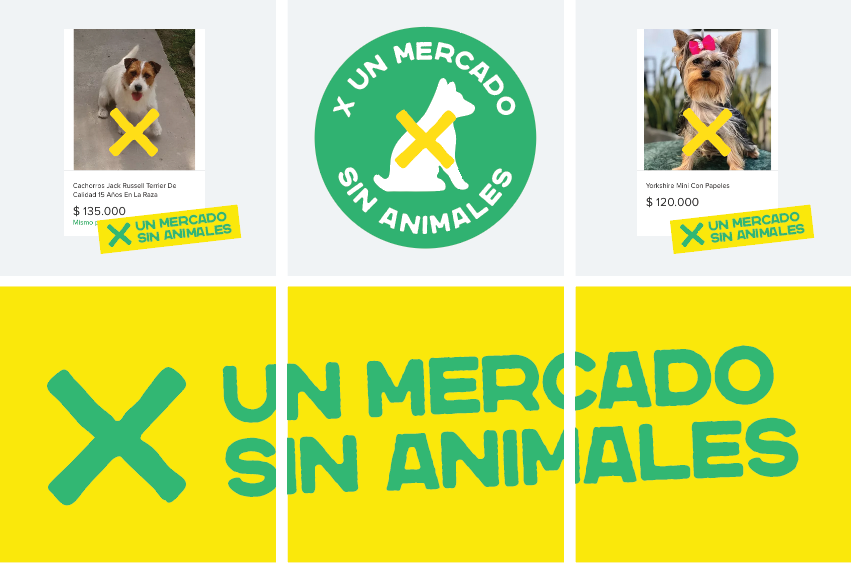 Cachorros Jack Russell Terrier De
Calidad 15 Años En La Raza
$ 135.000
Mismo p
X UN MERCADO
SIN ANIMALES
X UN MERCADO
SIN ANIMALES
Yorkshire Mini Con Papeles
$ 120.000
X UN MERCADO
SIN ANIMALES
X UN MERCADO
SIN ANIMALES